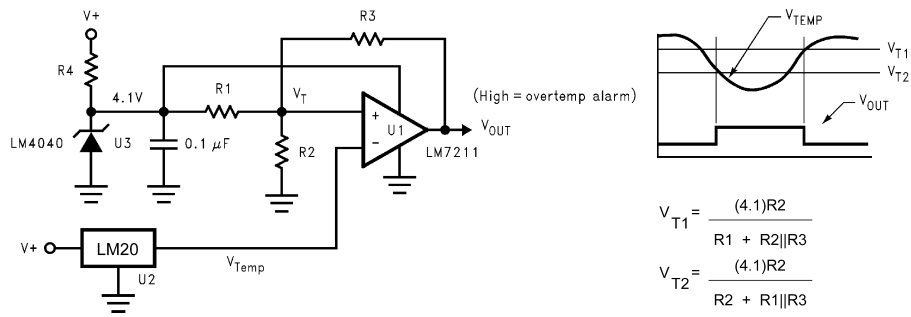 V+
R3
R4
4.1V
R1
V_T
(High = overtemp alarm)
+
U1
−
V_OUT
LM4040
U3
0.1 μF
R2
LM7211
V+
LM20
V_Temp
U2
V_TEMP
V_T1
V_T2
V_OUT
V_T1 = (4.1)R2
R1 + R2||R3
V_T2 = (4.1)R2
R2 + R1||R3